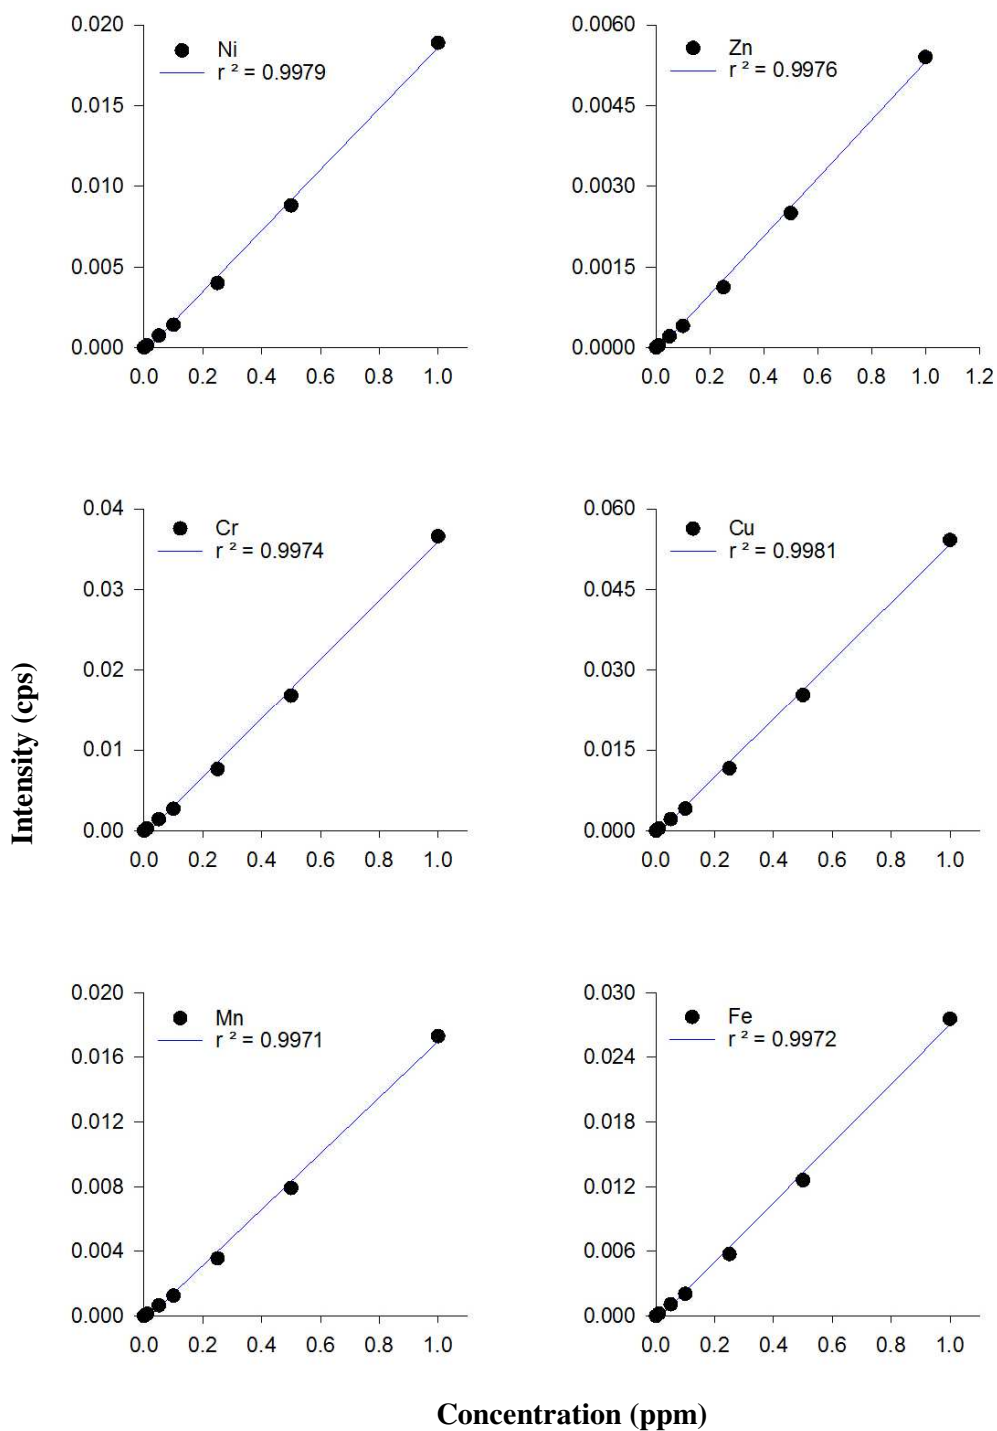 0.020
0.015
0.010
0.005
0.000
Ni
r ² = 0.9979
0.0 0.2 0.4 0.6 0.8 1.0
0.0060
0.0045
0.0030
0.0015
0.0000
Zn
r ² = 0.9976
0.0 0.2 0.4 0.6 0.8 1.0 1.2
Intensity (cps)
0.04
0.03
0.02
0.01
0.00
Cr
r ² = 0.9974
0.0 0.2 0.4 0.6 0.8 1.0
0.060
0.045
0.030
0.015
0.000
Cu
r ² = 0.9981
0.0 0.2 0.4 0.6 0.8 1.0
0.020
0.016
0.012
0.008
0.004
0.000
Mn
r ² = 0.9971
0.0 0.2 0.4 0.6 0.8 1.0
0.030
0.024
0.018
0.012
0.006
0.000
Fe
r ² = 0.9972
0.0 0.2 0.4 0.6 0.8 1.0
Concentration (ppm)